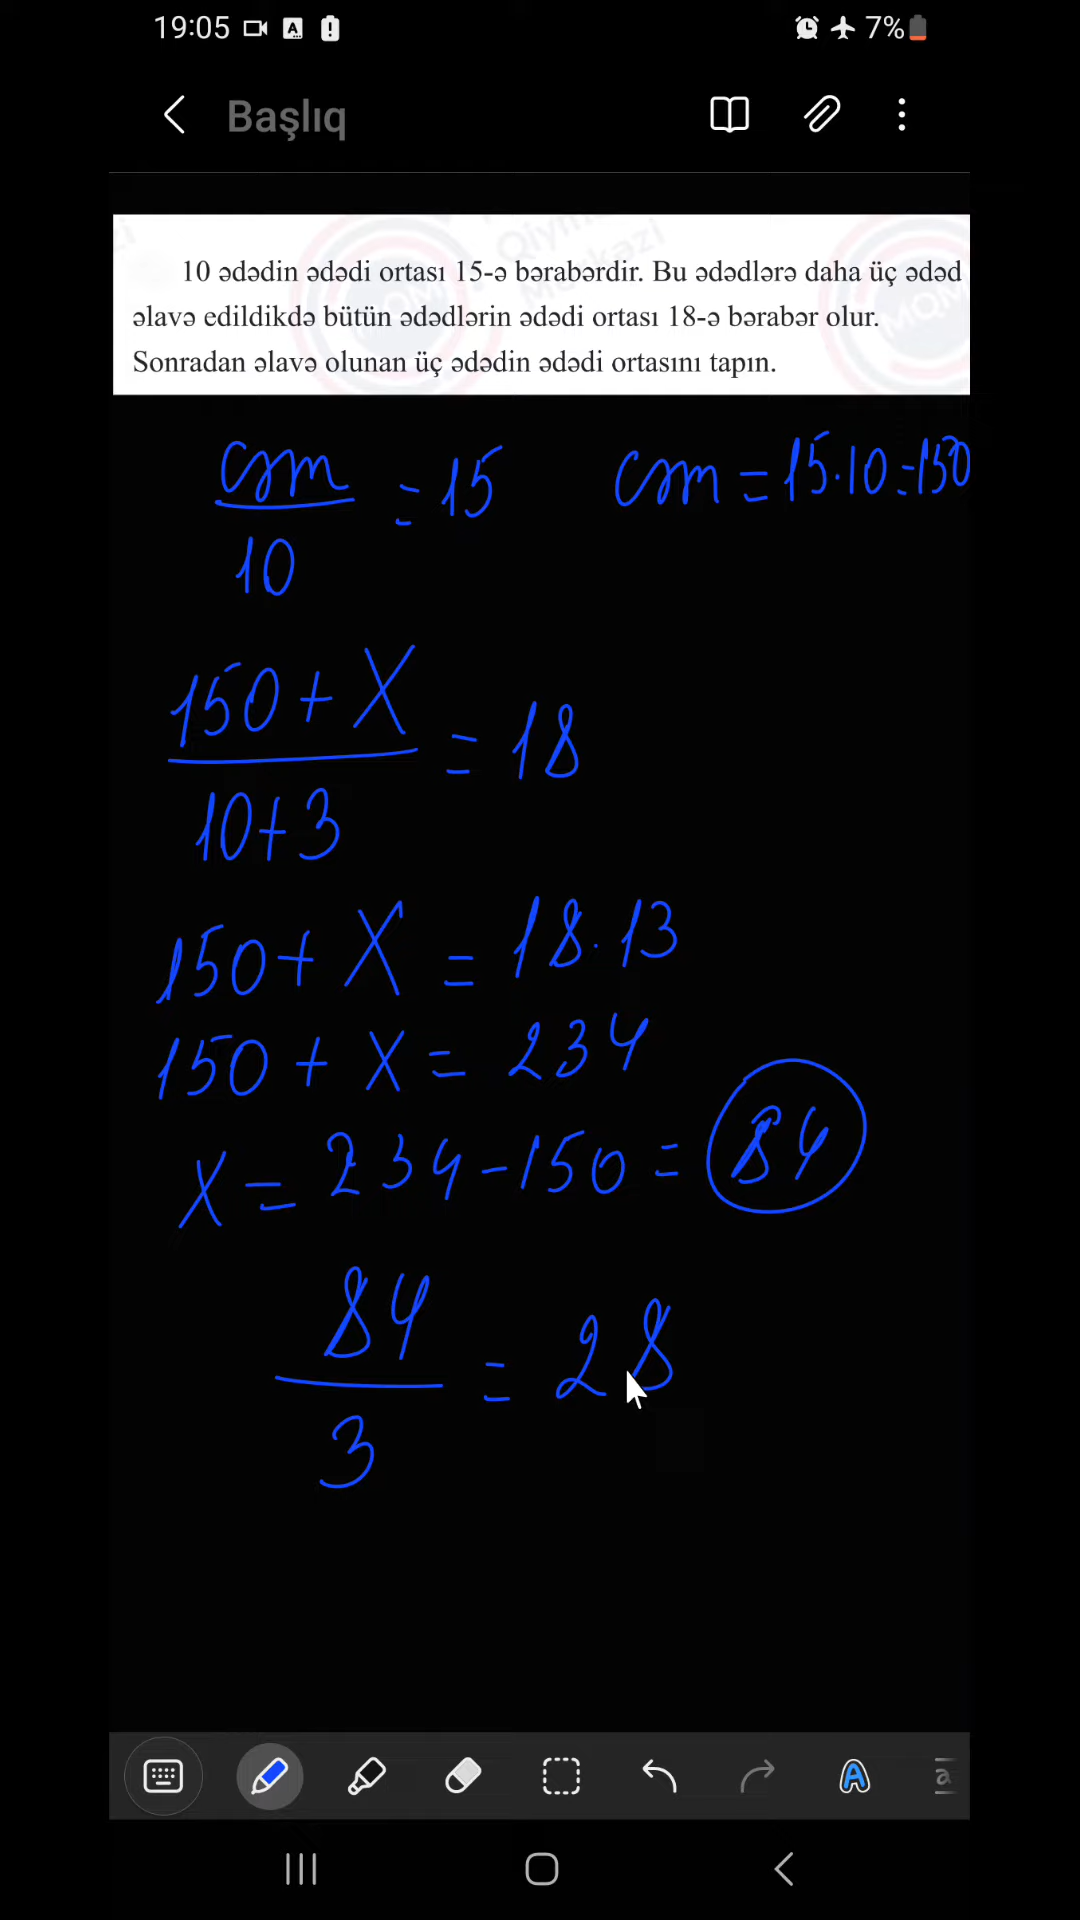 19:05 7%
Başlıq
10 ədədin ədədi ortası 15-ə bərabərdir. Bu ədədlərə daha üç ədəd
əlavə edildikdə bütün ədədlərin ədədi ortası 18-ə bərabər olur.
Sonradan əlavə olunan üç ədədin ədədi ortasını tapın.
cəm/10 = 15 cəm = 15·10=150
150+X/10+3 = 18
150+X = 18·13
150+X = 234
X = 234-150 = 84
84/3 = 28